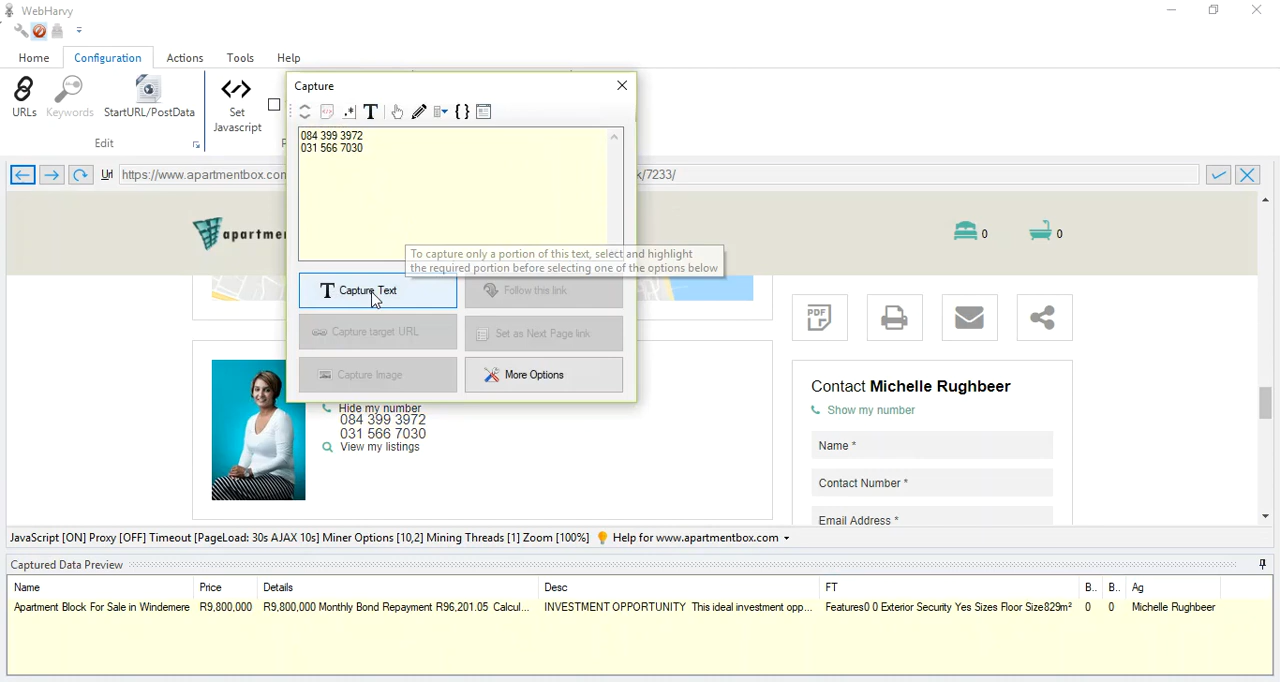 WebHarvy
Home Configuration Actions Tools Help
URLs Keywords StartURL/PostData Set Javascript
Edit
Capture
084 399 3972
031 566 7030
To capture only a portion of this text, select and highlight
the required portion before selecting one of the options below
Capture Text Follow this link
Capture target URL Set as Next Page link
Capture Image More Options
Url https://www.apartmentbox.con k/7233/
apartme 0 0
PDF
Hide my number
084 399 3972
031 566 7030
View my listings
Contact Michelle Rughbeer
Show my number
Name *
Contact Number *
Email Address *
JavaScript [ON] Proxy [OFF] Timeout [PageLoad: 30s AJAX 10s] Miner Options [10,2] Mining Threads [1] Zoom [100%] Help for www.apartmentbox.com
Captured Data Preview
Name Price Details Desc FT B.. B.. Ag
Apartment Block For Sale in Windemere R9,800,000 R9,800,000 Monthly Bond Repayment R96,201.05 Calcul... INVESTMENT OPPORTUNITY This ideal investment opp... Features0 0 Exterior Security Yes Sizes Floor Size829m² 0 0 Michelle Rughbeer